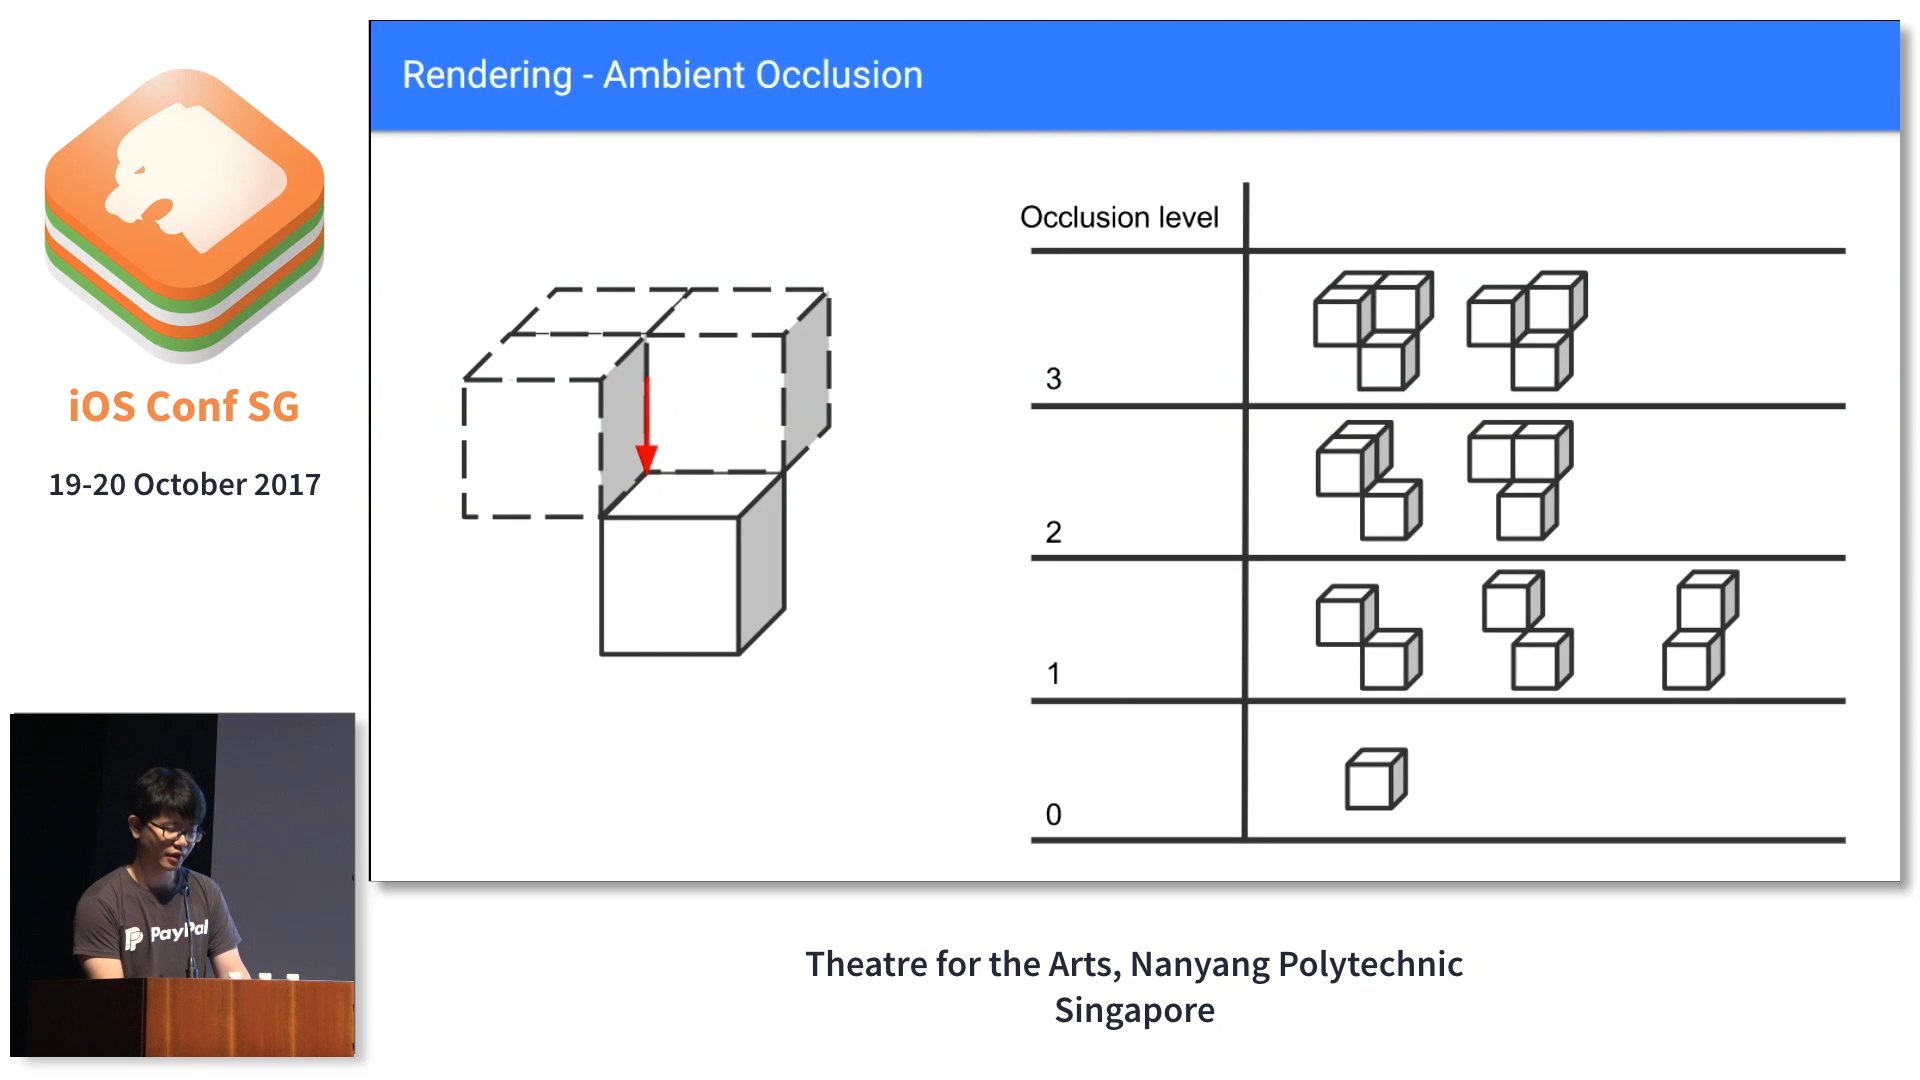 Rendering - Ambient Occlusion
Occlusion level
3
2
1
0
iOS Conf SG
19-20 October 2017
PayPal
Theatre for the Arts, Nanyang Polytechnic
Singapore